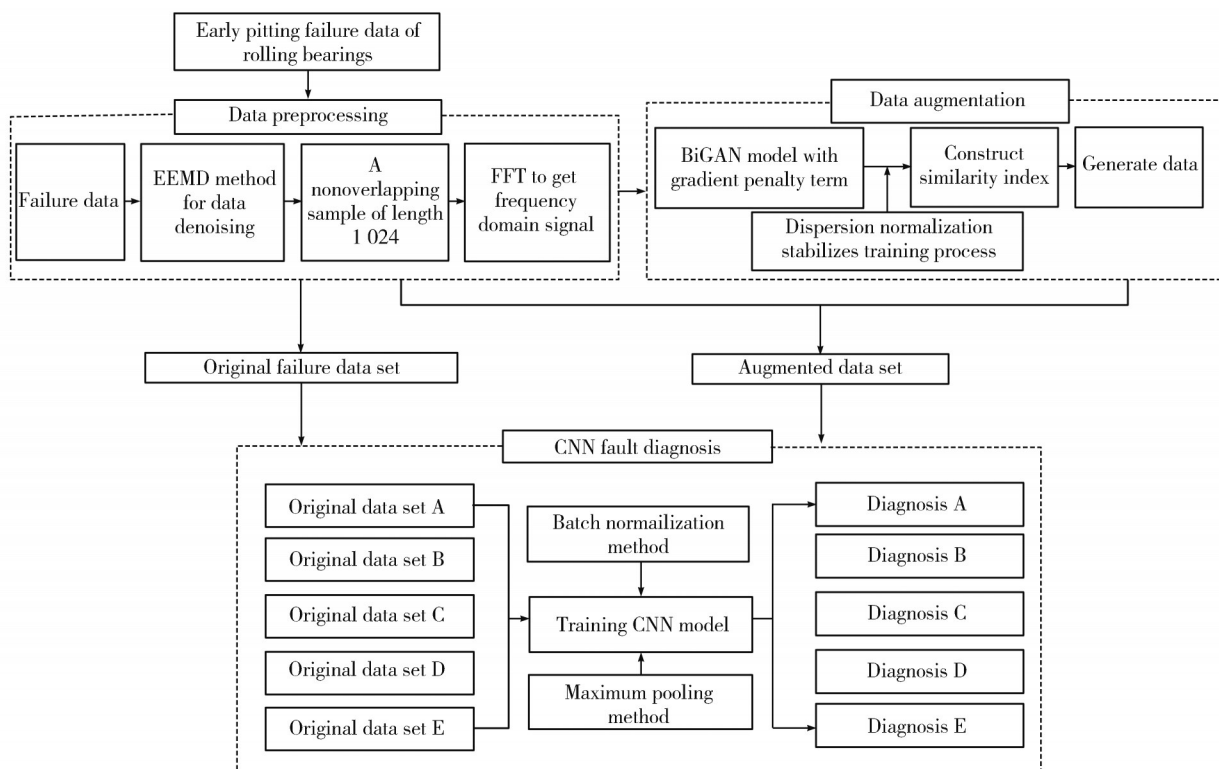 Early pitting failure data of
rolling bearings
Data preprocessing
Failure data
EEMD method
for data
denoising
A
nonoverlapping
sample of length
1 024
FFT to get
frequency
domain signal
Data augmentation
BiGAN model with
gradient penalty term
Construct
similarity index
Generate data
Dispersion normalization
stabilizes training process
Original failure data set
Augmented data set
CNN fault diagnosis
Original data set A
Original data set B
Original data set C
Original data set D
Original data set E
Batch normailization
method
Training CNN model
Maximum pooling
method
Diagnosis A
Diagnosis B
Diagnosis C
Diagnosis D
Diagnosis E